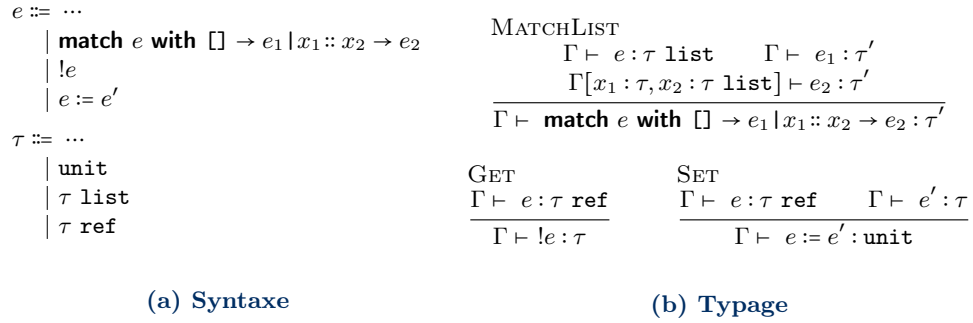 e ::= ⋯
| match e with [] → e₁ | x₁ :: x₂ → e₂
| !e
| e := e′
τ ::= ⋯
| unit
| τ list
| τ ref
(a) Syntaxe
MatchList
Γ ⊢ e : τ list Γ ⊢ e₁ : τ′
Γ[x₁ : τ, x₂ : τ list] ⊢ e₂ : τ′
Γ ⊢ match e with [] → e₁ | x₁ :: x₂ → e₂ : τ′
Get
Γ ⊢ e : τ ref
Γ ⊢ !e : τ
Set
Γ ⊢ e : τ ref Γ ⊢ e′ : τ
Γ ⊢ e := e′ : unit
(b) Typage